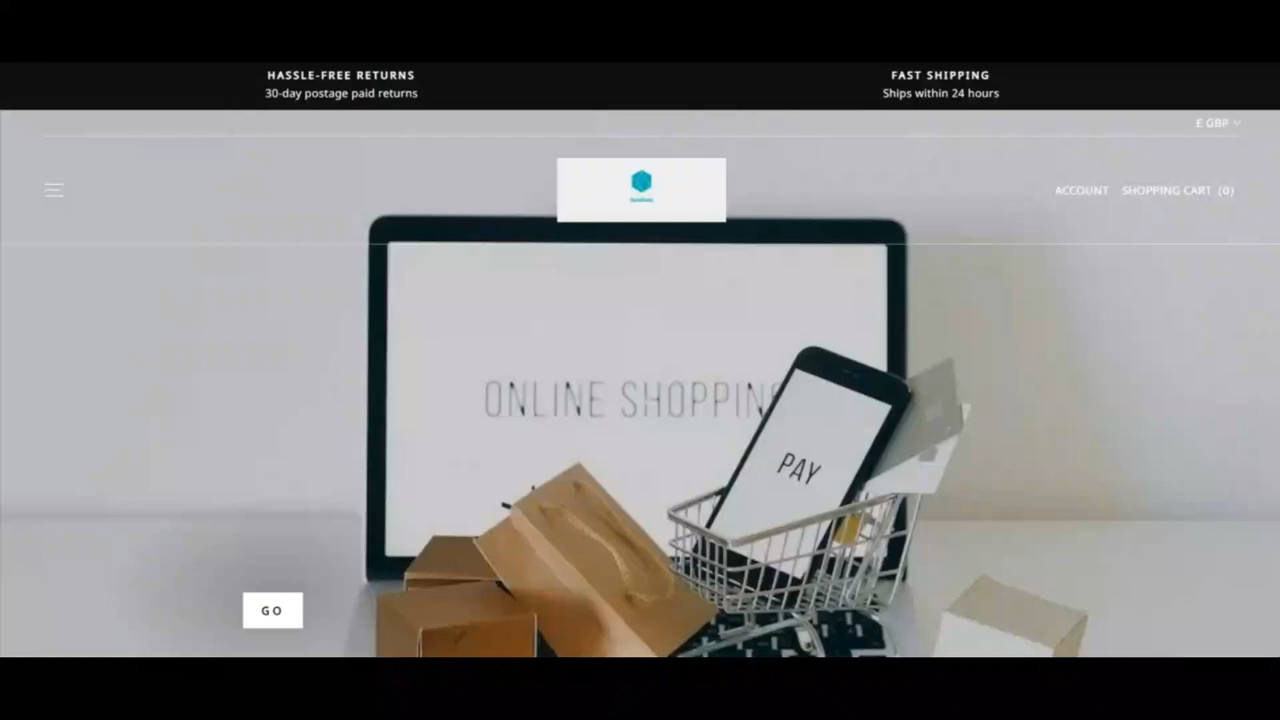 HASSLE-FREE RETURNS
30-day postage paid returns
FAST SHIPPING
Ships within 24 hours
£ GBP
ACCOUNT SHOPPING CART (0)
ONLINE SHOPPING
PAY
GO